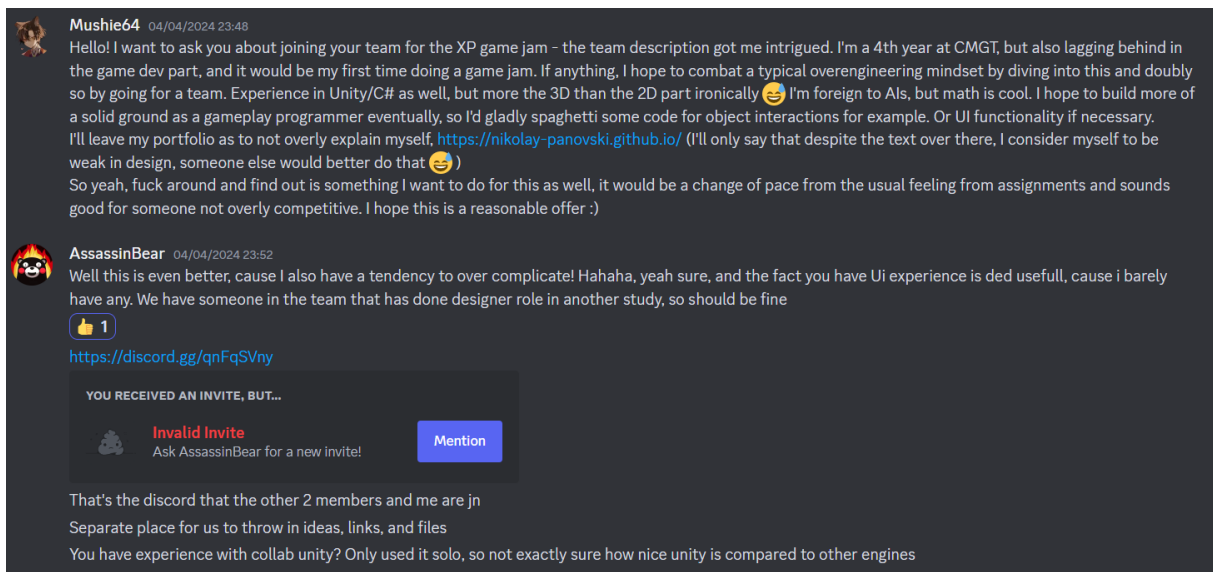 Mushie64 04/04/2024 23:48
Hello! I want to ask you about joining your team for the XP game jam - the team description got me intrigued. I'm a 4th year at CMGT, but also lagging behind in
the game dev part, and it would be my first time doing a game jam. If anything, I hope to combat a typical overengineering mindset by diving into this and doubly
so by going for a team. Experience in Unity/C# as well, but more the 3D than the 2D part ironically 😅 I'm foreign to AIs, but math is cool. I hope to build more of
a solid ground as a gameplay programmer eventually, so I'd gladly spaghetti some code for object interactions for example. Or UI functionality if necessary.
I'll leave my portfolio as to not overly explain myself, https://nikolay-panovski.github.io/ (I'll only say that despite the text over there, I consider myself to be
weak in design, someone else would better do that 😅 )
So yeah, fuck around and find out is something I want to do for this as well, it would be a change of pace from the usual feeling from assignments and sounds
good for someone not overly competitive. I hope this is a reasonable offer :)
AssassinBear 04/04/2024 23:52
Well this is even better, cause I also have a tendency to over complicate! Hahaha, yeah sure, and the fact you have Ui experience is ded usefull, cause i barely
have any. We have someone in the team that has done designer role in another study, so should be fine
👍 1
https://discord.gg/qnFqSVny
YOU RECEIVED AN INVITE, BUT...
Invalid Invite
Ask AssassinBear for a new invite!
Mention
That's the discord that the other 2 members and me are jn
Separate place for us to throw in ideas, links, and files
You have experience with collab unity? Only used it solo, so not exactly sure how nice unity is compared to other engines